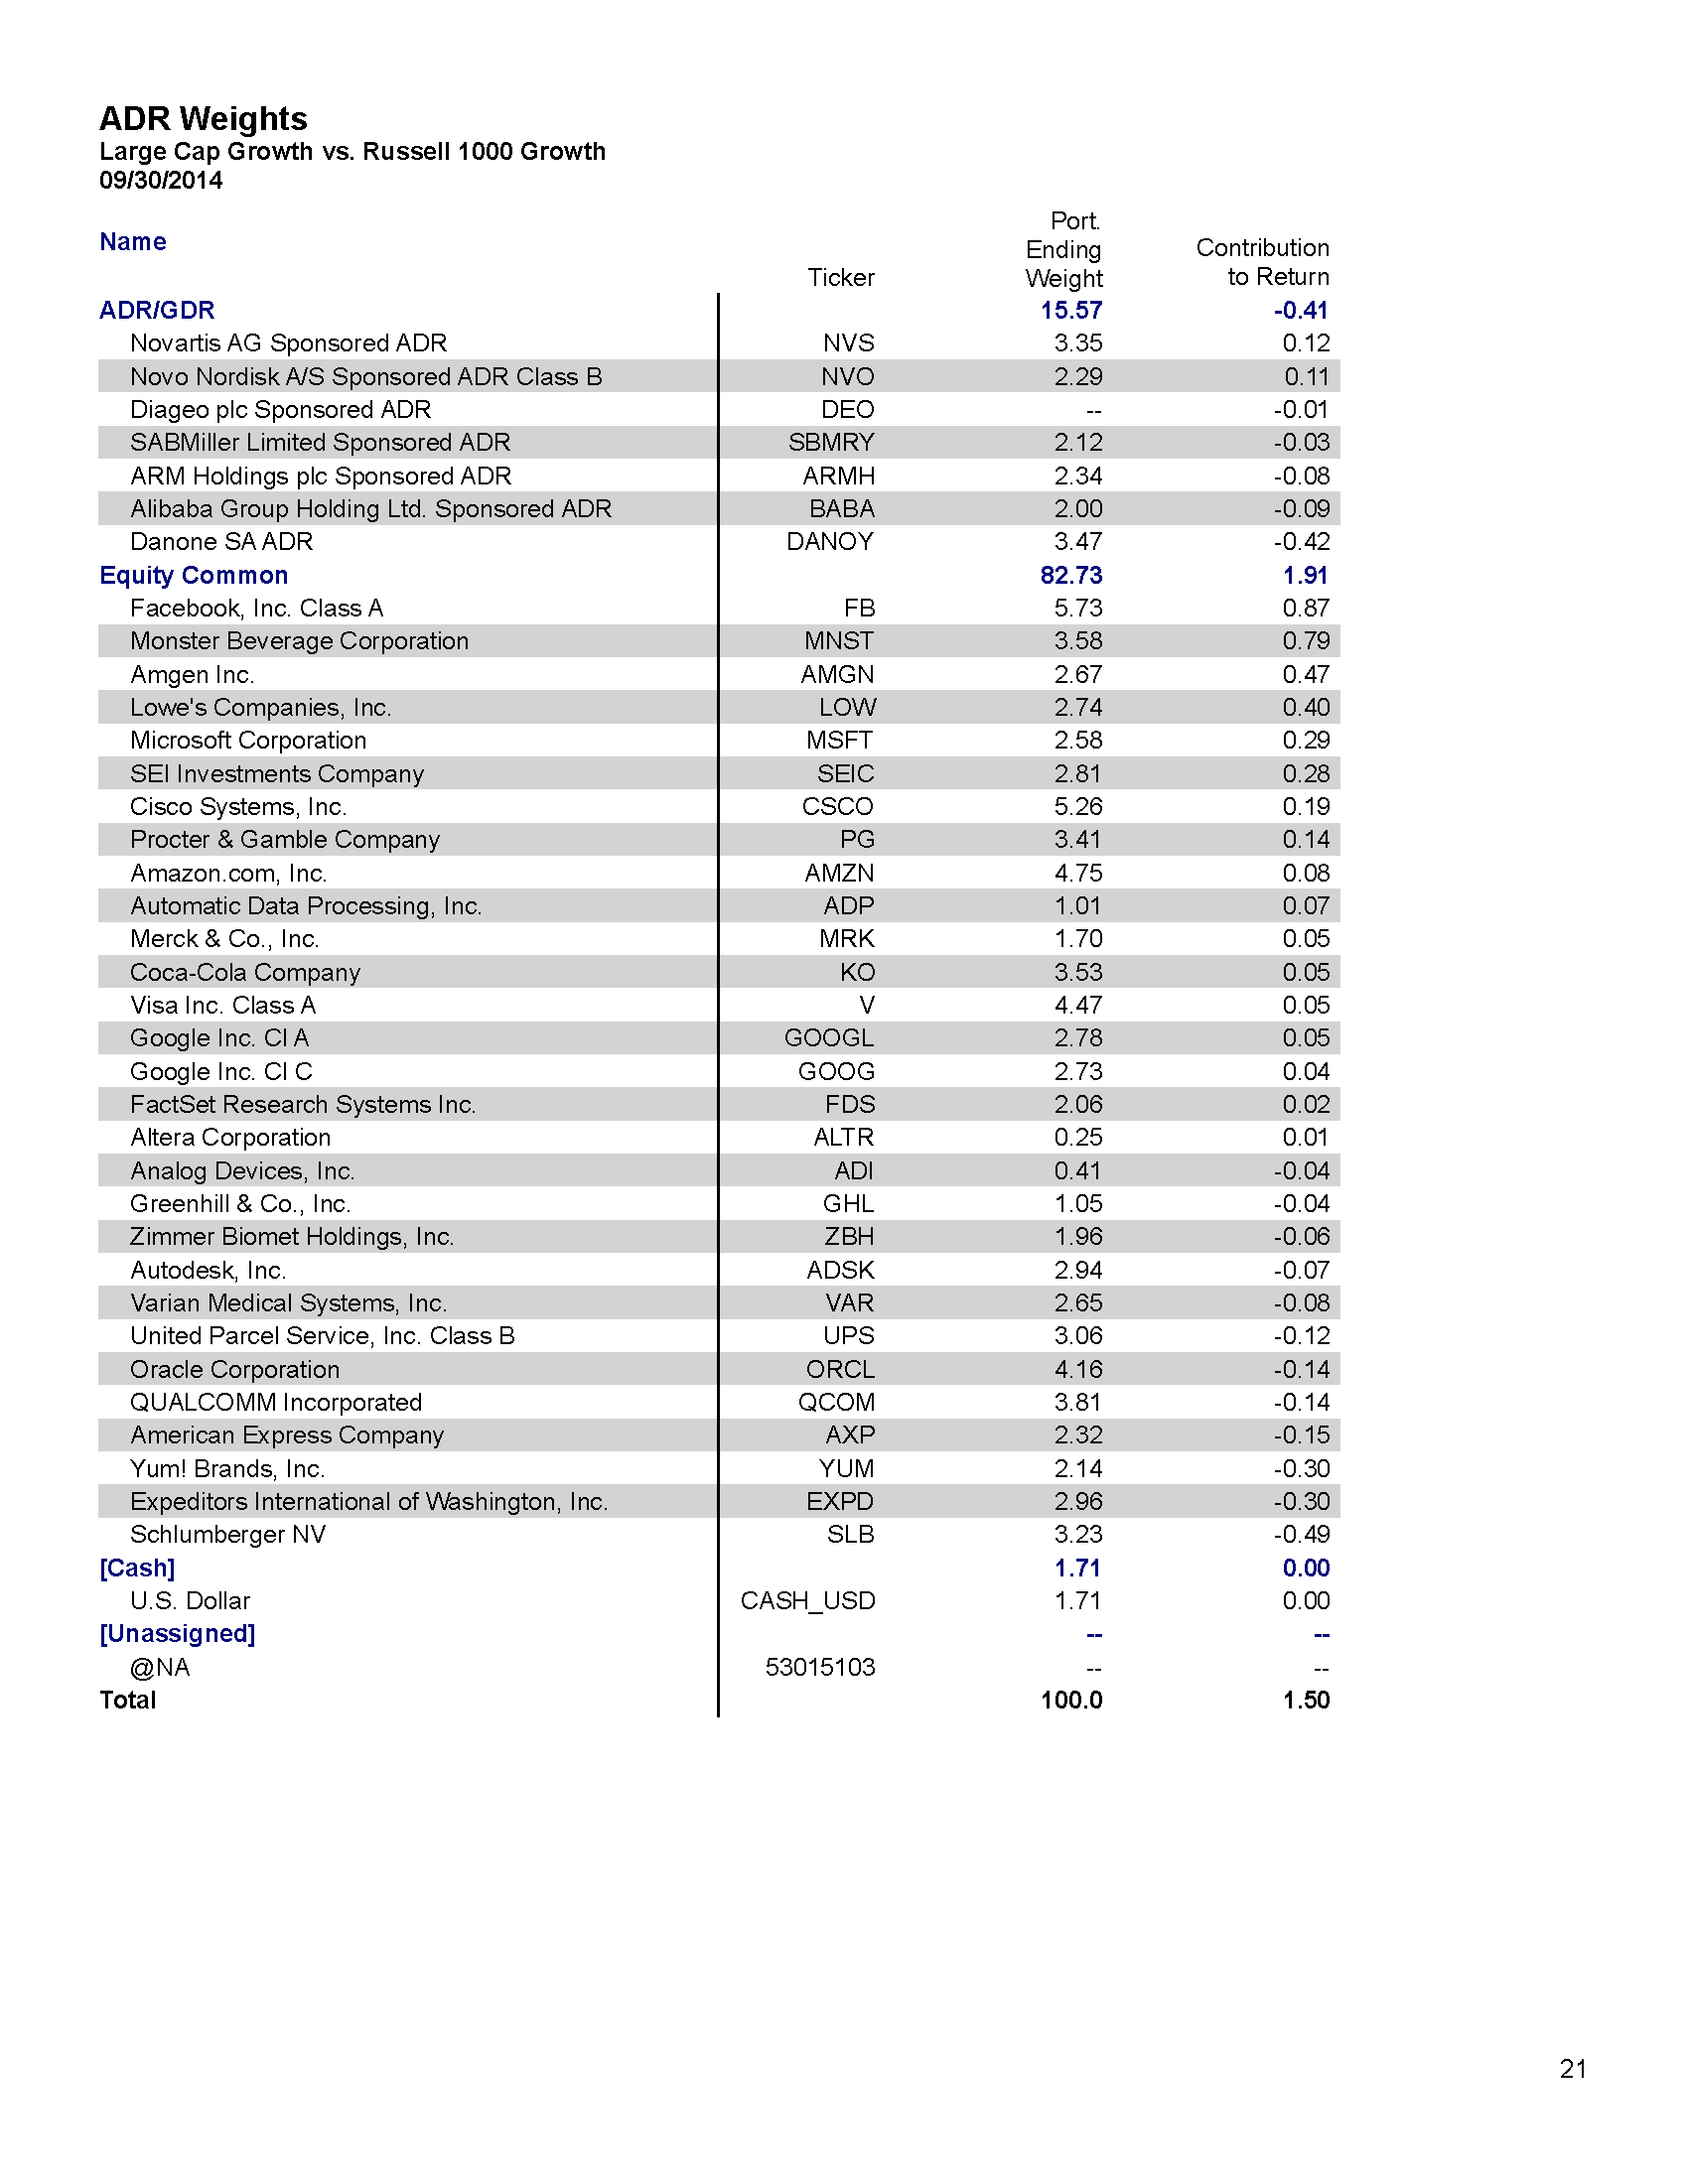 ADR Weights
Large Cap Growth vs. Russell 1000 Growth
09/30/2014
Name Ticker Port. Ending Weight Contribution to Return
ADR/GDR 15.57 -0.41
Novartis AG Sponsored ADR NVS 3.35 0.12
Novo Nordisk A/S Sponsored ADR Class B NVO 2.29 0.11
Diageo plc Sponsored ADR DEO -- -0.01
SABMiller Limited Sponsored ADR SBMRY 2.12 -0.03
ARM Holdings plc Sponsored ADR ARMH 2.34 -0.08
Alibaba Group Holding Ltd. Sponsored ADR BABA 2.00 -0.09
Danone SA ADR DANOY 3.47 -0.42
Equity Common 82.73 1.91
Facebook, Inc. Class A FB 5.73 0.87
Monster Beverage Corporation MNST 3.58 0.79
Amgen Inc. AMGN 2.67 0.47
Lowe's Companies, Inc. LOW 2.74 0.40
Microsoft Corporation MSFT 2.58 0.29
SEI Investments Company SEIC 2.81 0.28
Cisco Systems, Inc. CSCO 5.26 0.19
Procter & Gamble Company PG 3.41 0.14
Amazon.com, Inc. AMZN 4.75 0.08
Automatic Data Processing, Inc. ADP 1.01 0.07
Merck & Co., Inc. MRK 1.70 0.05
Coca-Cola Company KO 3.53 0.05
Visa Inc. Class A V 4.47 0.05
Google Inc. Cl A GOOGL 2.78 0.05
Google Inc. Cl C GOOG 2.73 0.04
FactSet Research Systems Inc. FDS 2.06 0.02
Altera Corporation ALTR 0.25 0.01
Analog Devices, Inc. ADI 0.41 -0.04
Greenhill & Co., Inc. GHL 1.05 -0.04
Zimmer Biomet Holdings, Inc. ZBH 1.96 -0.06
Autodesk, Inc. ADSK 2.94 -0.07
Varian Medical Systems, Inc. VAR 2.65 -0.08
United Parcel Service, Inc. Class B UPS 3.06 -0.12
Oracle Corporation ORCL 4.16 -0.14
QUALCOMM Incorporated QCOM 3.81 -0.14
American Express Company AXP 2.32 -0.15
Yum! Brands, Inc. YUM 2.14 -0.30
Expeditors International of Washington, Inc. EXPD 2.96 -0.30
Schlumberger NV SLB 3.23 -0.49
[Cash] 1.71 0.00
U.S. Dollar CASH_USD 1.71 0.00
[Unassigned] -- --
@NA 53015103 -- --
Total 100.0 1.50
21